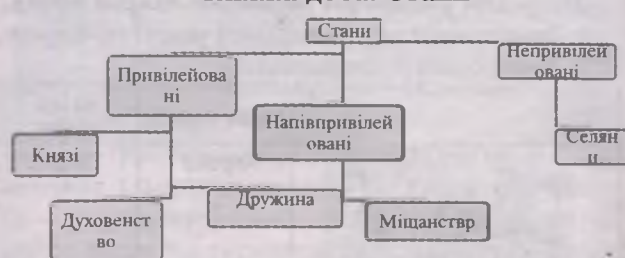 Стани
Привілейова
ні
Непривілей
овані
Напівпривілей
овані
Князі
Селян
и
Духовенст
во
Дружина
Міщанствр